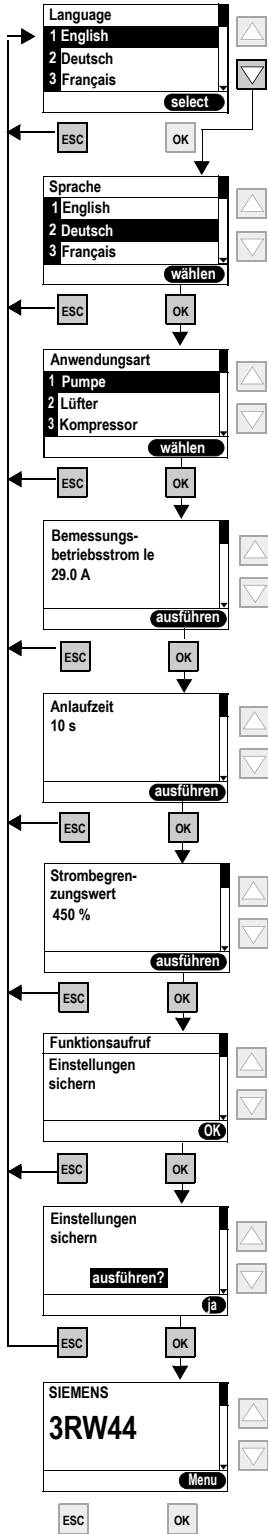 Language
1 English
2 Deutsch
3 Français
select
ESC OK
Sprache
1 English
2 Deutsch
3 Français
wählen
ESC OK
Anwendungsart
1 Pumpe
2 Lüfter
3 Kompressor
wählen
ESC OK
Bemessungs-
betriebsstrom Ie
29.0 A
ausführen
ESC OK
Anlaufzeit
10 s
ausführen
ESC OK
Strombegren-
zungswert
450 %
ausführen
ESC OK
Funktionsaufruf
Einstellungen
sichern
OK
ESC OK
Einstellungen
sichern
ausführen?
ja
ESC OK
SIEMENS
3RW44
Menu
ESC OK